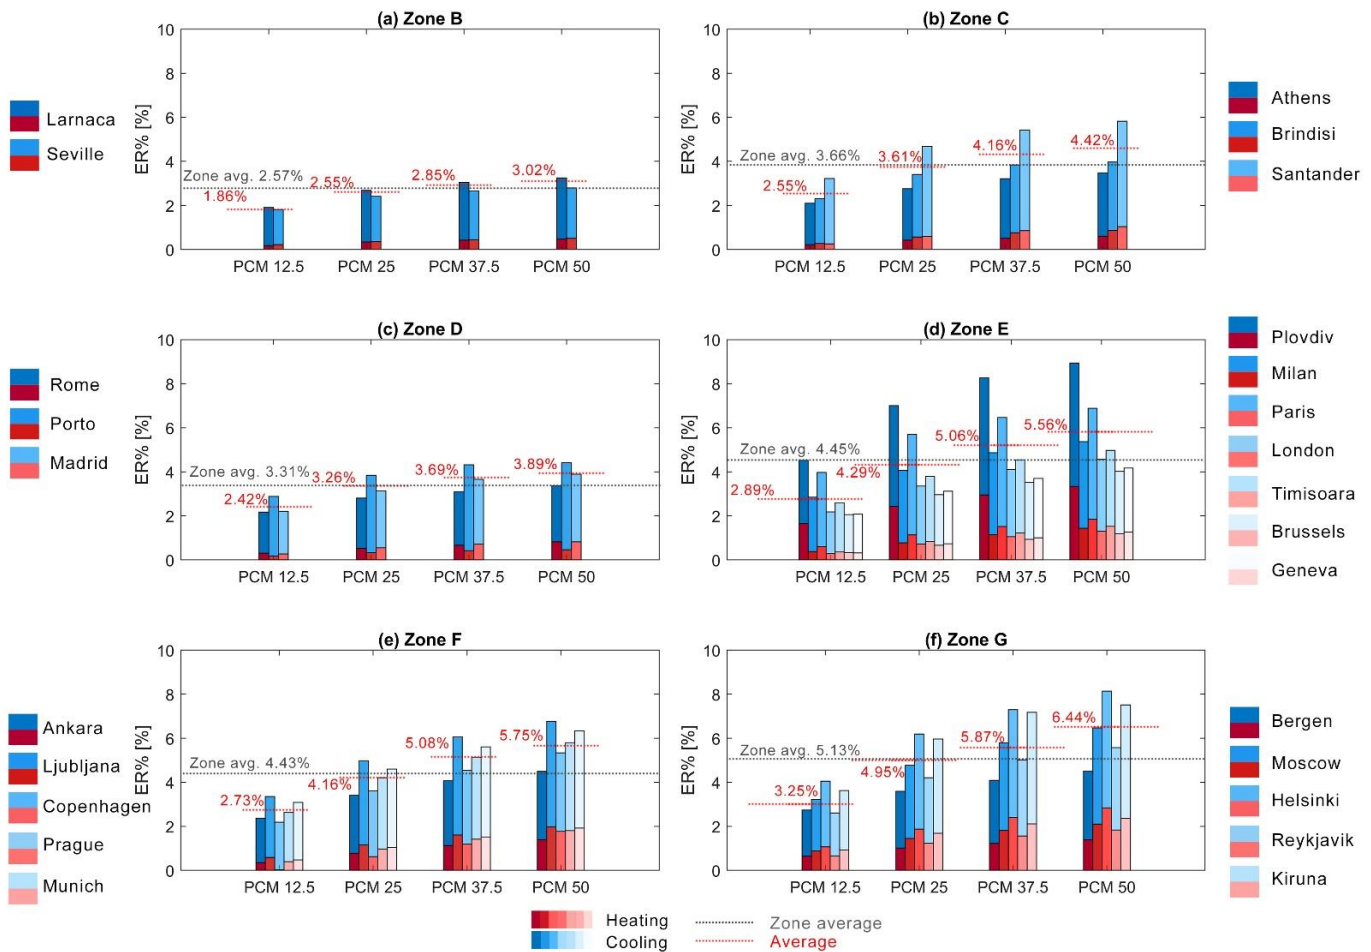 (a) Zone B
10
8
6
4
2
0
ER% [%]
Larnaca
Seville
Zone avg. 2.57%
1.86%
2.55%
2.85%
3.02%
PCM 12.5
PCM 25
PCM 37.5
PCM 50
(b) Zone C
10
8
6
4
2
0
ER% [%]
Zone avg. 3.66%
2.55%
3.61%
4.16%
4.42%
PCM 12.5
PCM 25
PCM 37.5
PCM 50
Athens
Brindisi
Santander
(c) Zone D
10
8
6
4
2
0
ER% [%]
Rome
Porto
Madrid
Zone avg. 3.31%
2.42%
3.26%
3.69%
3.89%
PCM 12.5
PCM 25
PCM 37.5
PCM 50
(d) Zone E
10
8
6
4
2
0
ER% [%]
Zone avg. 4.45%
2.89%
4.29%
5.06%
5.56%
PCM 12.5
PCM 25
PCM 37.5
PCM 50
Plovdiv
Milan
Paris
London
Timisoara
Brussels
Geneva
(e) Zone F
10
8
6
4
2
0
ER% [%]
Ankara
Ljubljana
Copenhagen
Prague
Munich
Zone avg. 4.43%
2.73%
4.16%
5.08%
5.75%
PCM 12.5
PCM 25
PCM 37.5
PCM 50
(f) Zone G
10
8
6
4
2
0
ER% [%]
Zone avg. 5.13%
3.25%
4.95%
5.87%
6.44%
PCM 12.5
PCM 25
PCM 37.5
PCM 50
Bergen
Moscow
Helsinki
Reykjavik
Kiruna
Heating
Cooling
Zone average
Average